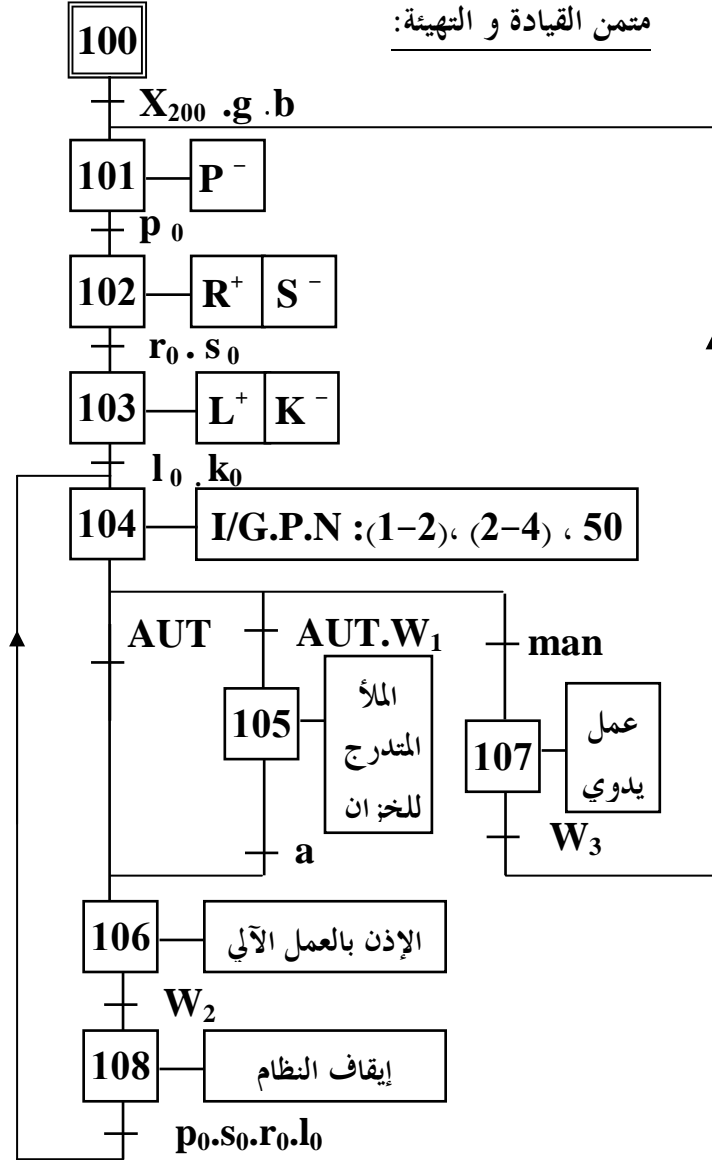 متمن القيادة و التهيئة:
100
X₂₀₀ .g .b
101 P⁻
p₀
102 R⁺ S⁻
r₀ . s₀
103 L⁺ K⁻
l₀ . k₀
104 I/G.P.N :(1−2)، (2−4) ، 50
AUT AUT.W₁ man
105 الملأ
المتدرج
للخزان
107 عمل
يدوي
W₃
a
106 الإذن بالعمل الآلي
W₂
108 إيقاف النظام
p₀.s₀.r₀.l₀